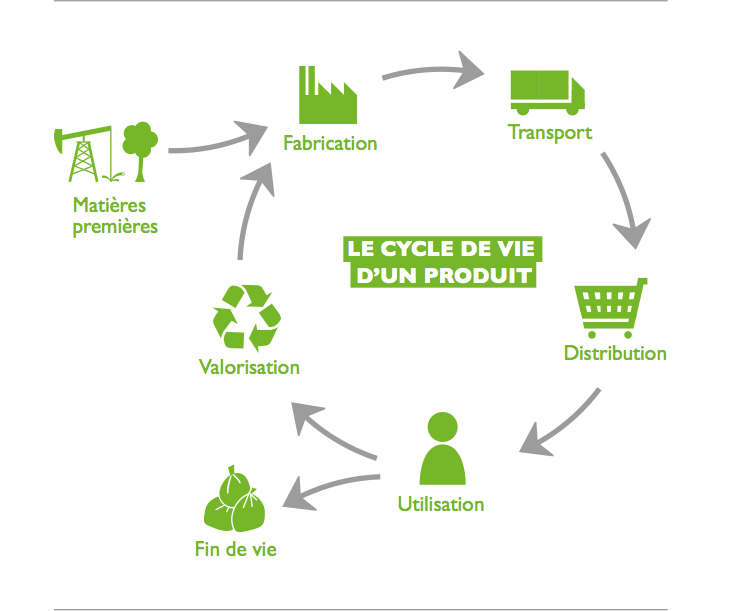 Fabrication
Transport
Matières
premières
LE CYCLE DE VIE
D’UN PRODUIT
Distribution
Valorisation
Utilisation
Fin de vie